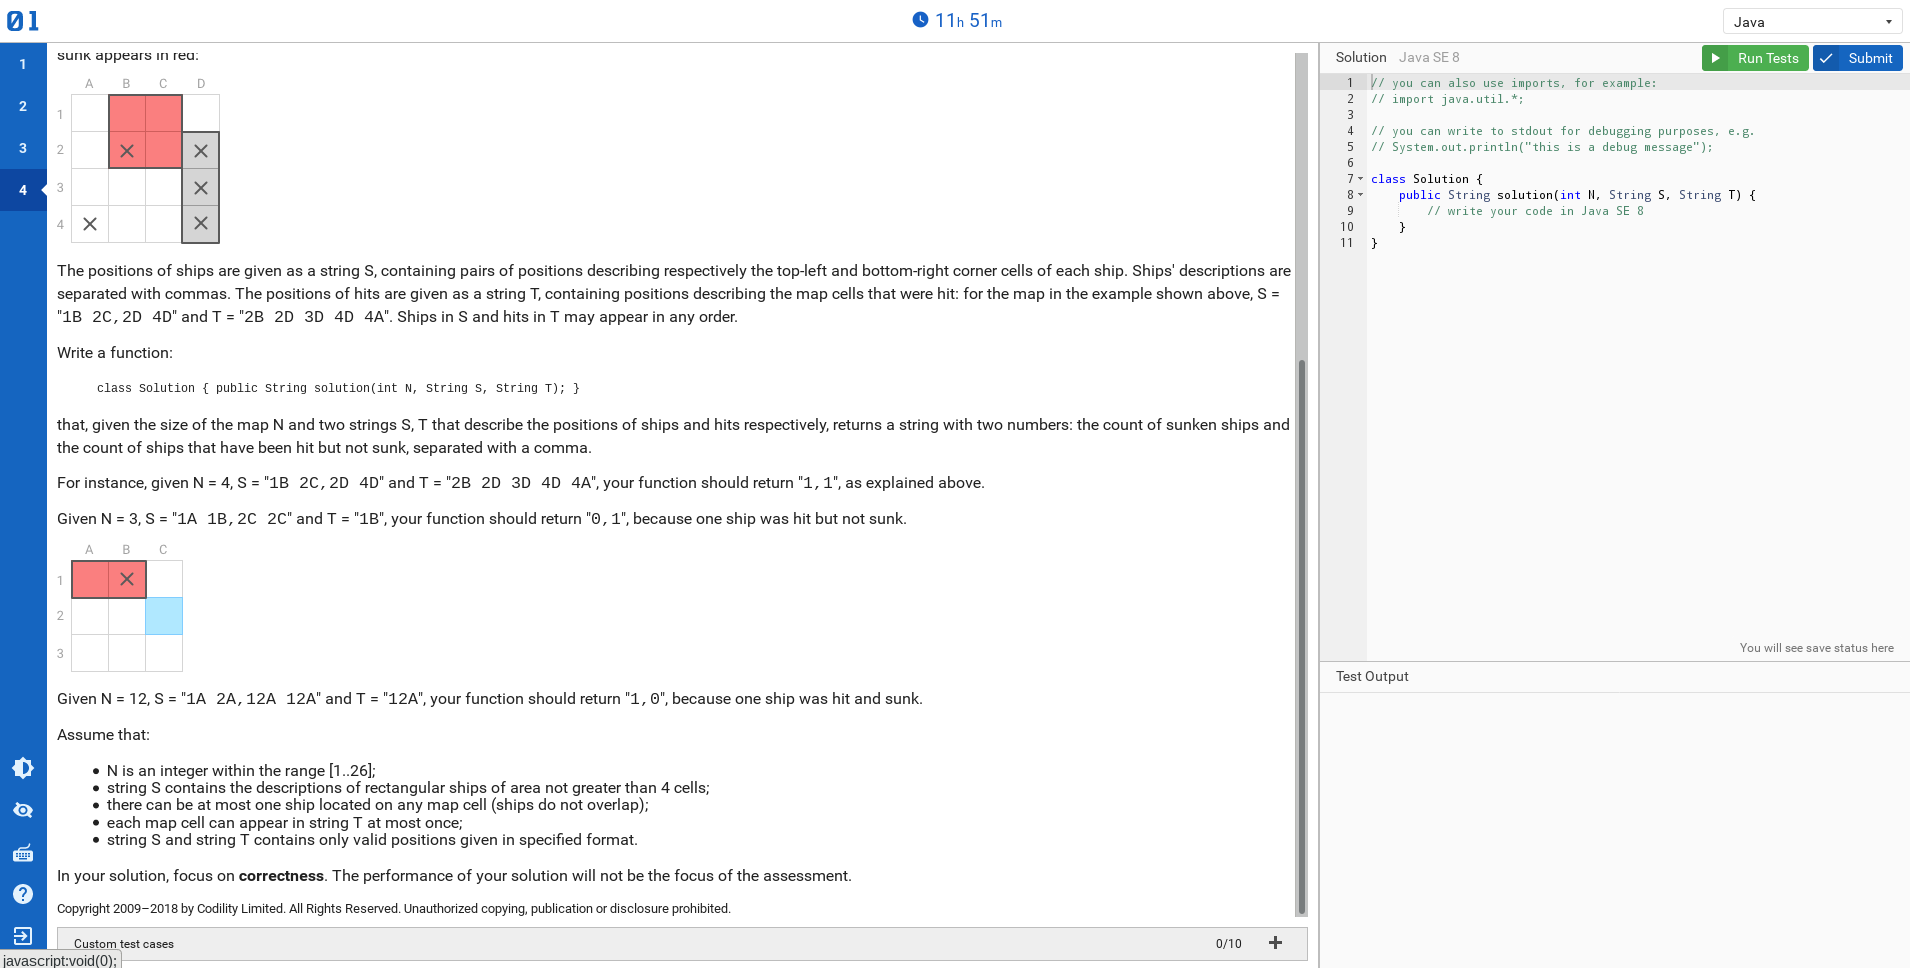 01
11h 51m
Java
1
2
3
4
sunk appears in red:
A B C D
1
2
3
4
The positions of ships are given as a string S, containing pairs of positions describing respectively the top-left and bottom-right corner cells of each ship. Ships' descriptions are
separated with commas. The positions of hits are given as a string T, containing positions describing the map cells that were hit: for the map in the example shown above, S =
"1B 2C,2D 4D" and T = "2B 2D 3D 4D 4A". Ships in S and hits in T may appear in any order.
Write a function:
class Solution { public String solution(int N, String S, String T); }
that, given the size of the map N and two strings S, T that describe the positions of ships and hits respectively, returns a string with two numbers: the count of sunken ships and
the count of ships that have been hit but not sunk, separated with a comma.
For instance, given N = 4, S = "1B 2C,2D 4D" and T = "2B 2D 3D 4D 4A", your function should return "1,1", as explained above.
Given N = 3, S = "1A 1B,2C 2C" and T = "1B", your function should return "0,1", because one ship was hit but not sunk.
A B C
1
2
3
Given N = 12, S = "1A 2A,12A 12A" and T = "12A", your function should return "1,0", because one ship was hit and sunk.
Assume that:
• N is an integer within the range [1..26];
• string S contains the descriptions of rectangular ships of area not greater than 4 cells;
• there can be at most one ship located on any map cell (ships do not overlap);
• each map cell can appear in string T at most once;
• string S and string T contains only valid positions given in specified format.
In your solution, focus on correctness. The performance of your solution will not be the focus of the assessment.
Copyright 2009–2018 by Codility Limited. All Rights Reserved. Unauthorized copying, publication or disclosure prohibited.
Custom test cases 0/10
javascript:void(0);
Solution Java SE 8 Run Tests Submit
1 // you can also use imports, for example:
2 // import java.util.*;
3
4 // you can write to stdout for debugging purposes, e.g.
5 // System.out.println("this is a debug message");
6
7 class Solution {
8 public String solution(int N, String S, String T) {
9 // write your code in Java SE 8
10 }
11 }
You will see save status here
Test Output